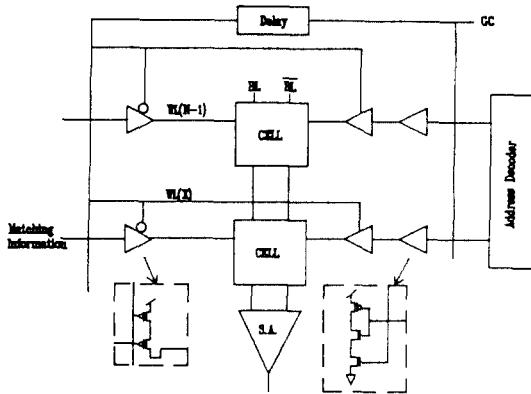 Delay
GC
BL
BL
WL(N-1)
CELL
WL(X)
Matching
Information
CELL
Address Decoder
S.A.